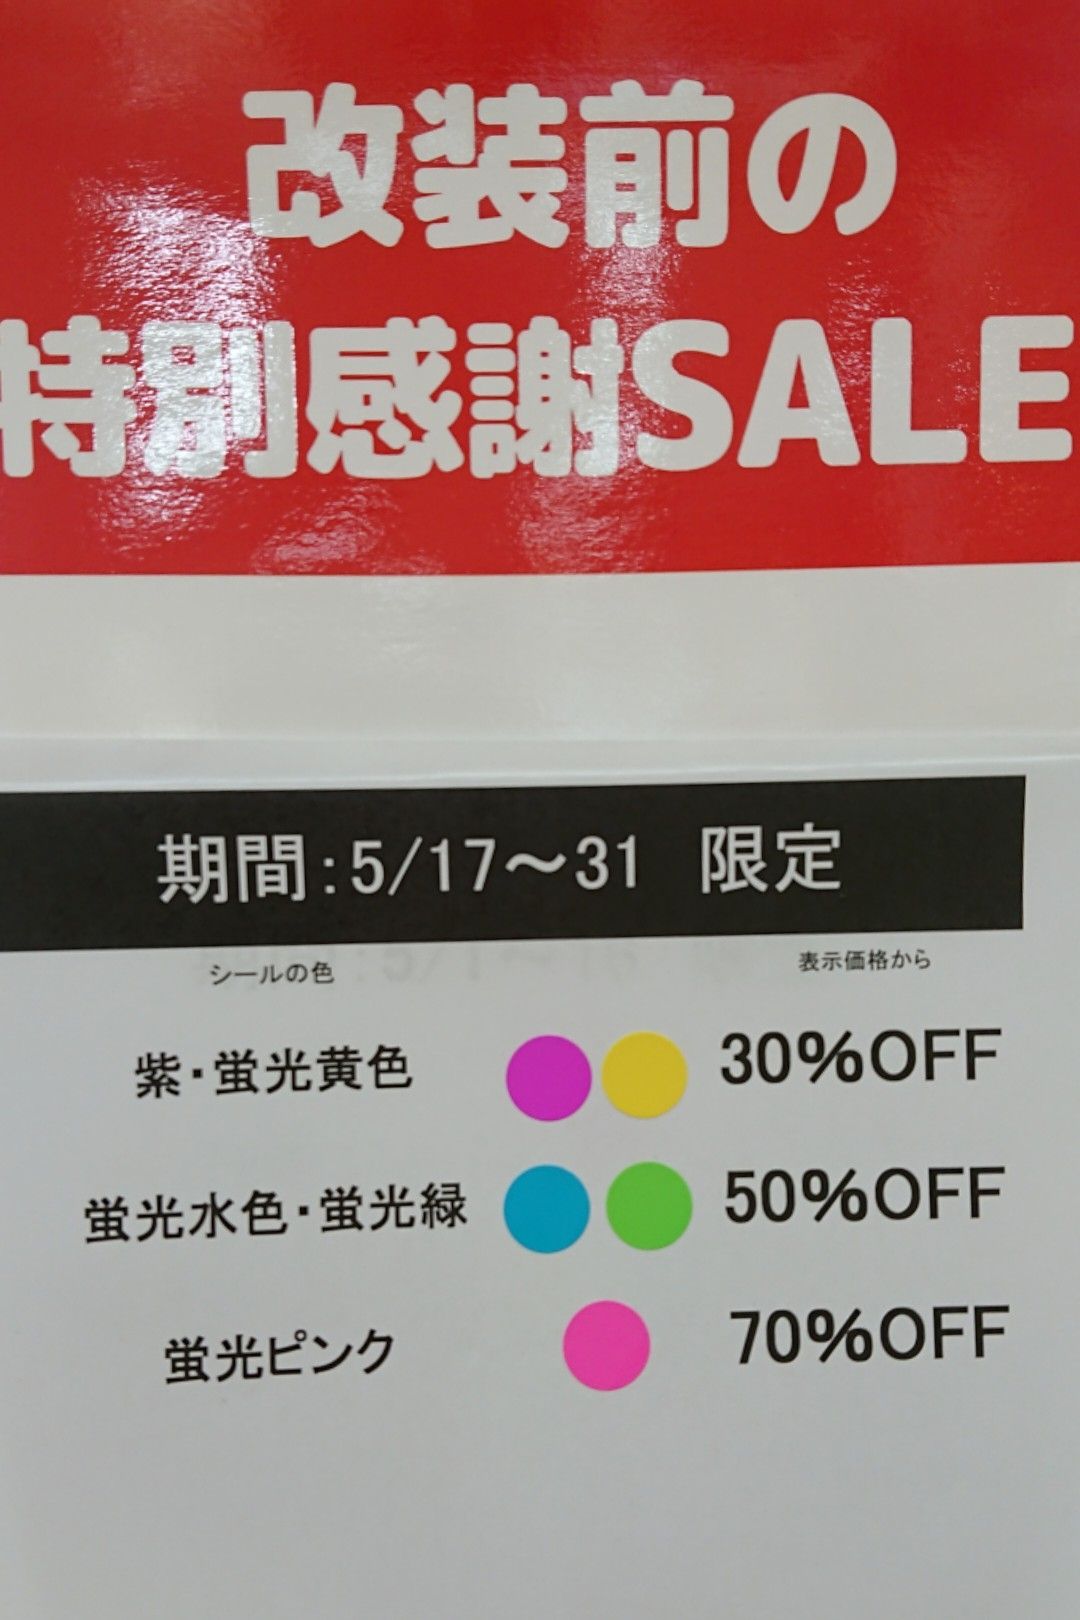 改装前の
特別感謝SALE
期間:5/17～31 限定
シールの色 表示価格から
紫・蛍光黄色 30%OFF
蛍光水色・蛍光緑 50%OFF
蛍光ピンク 70%OFF